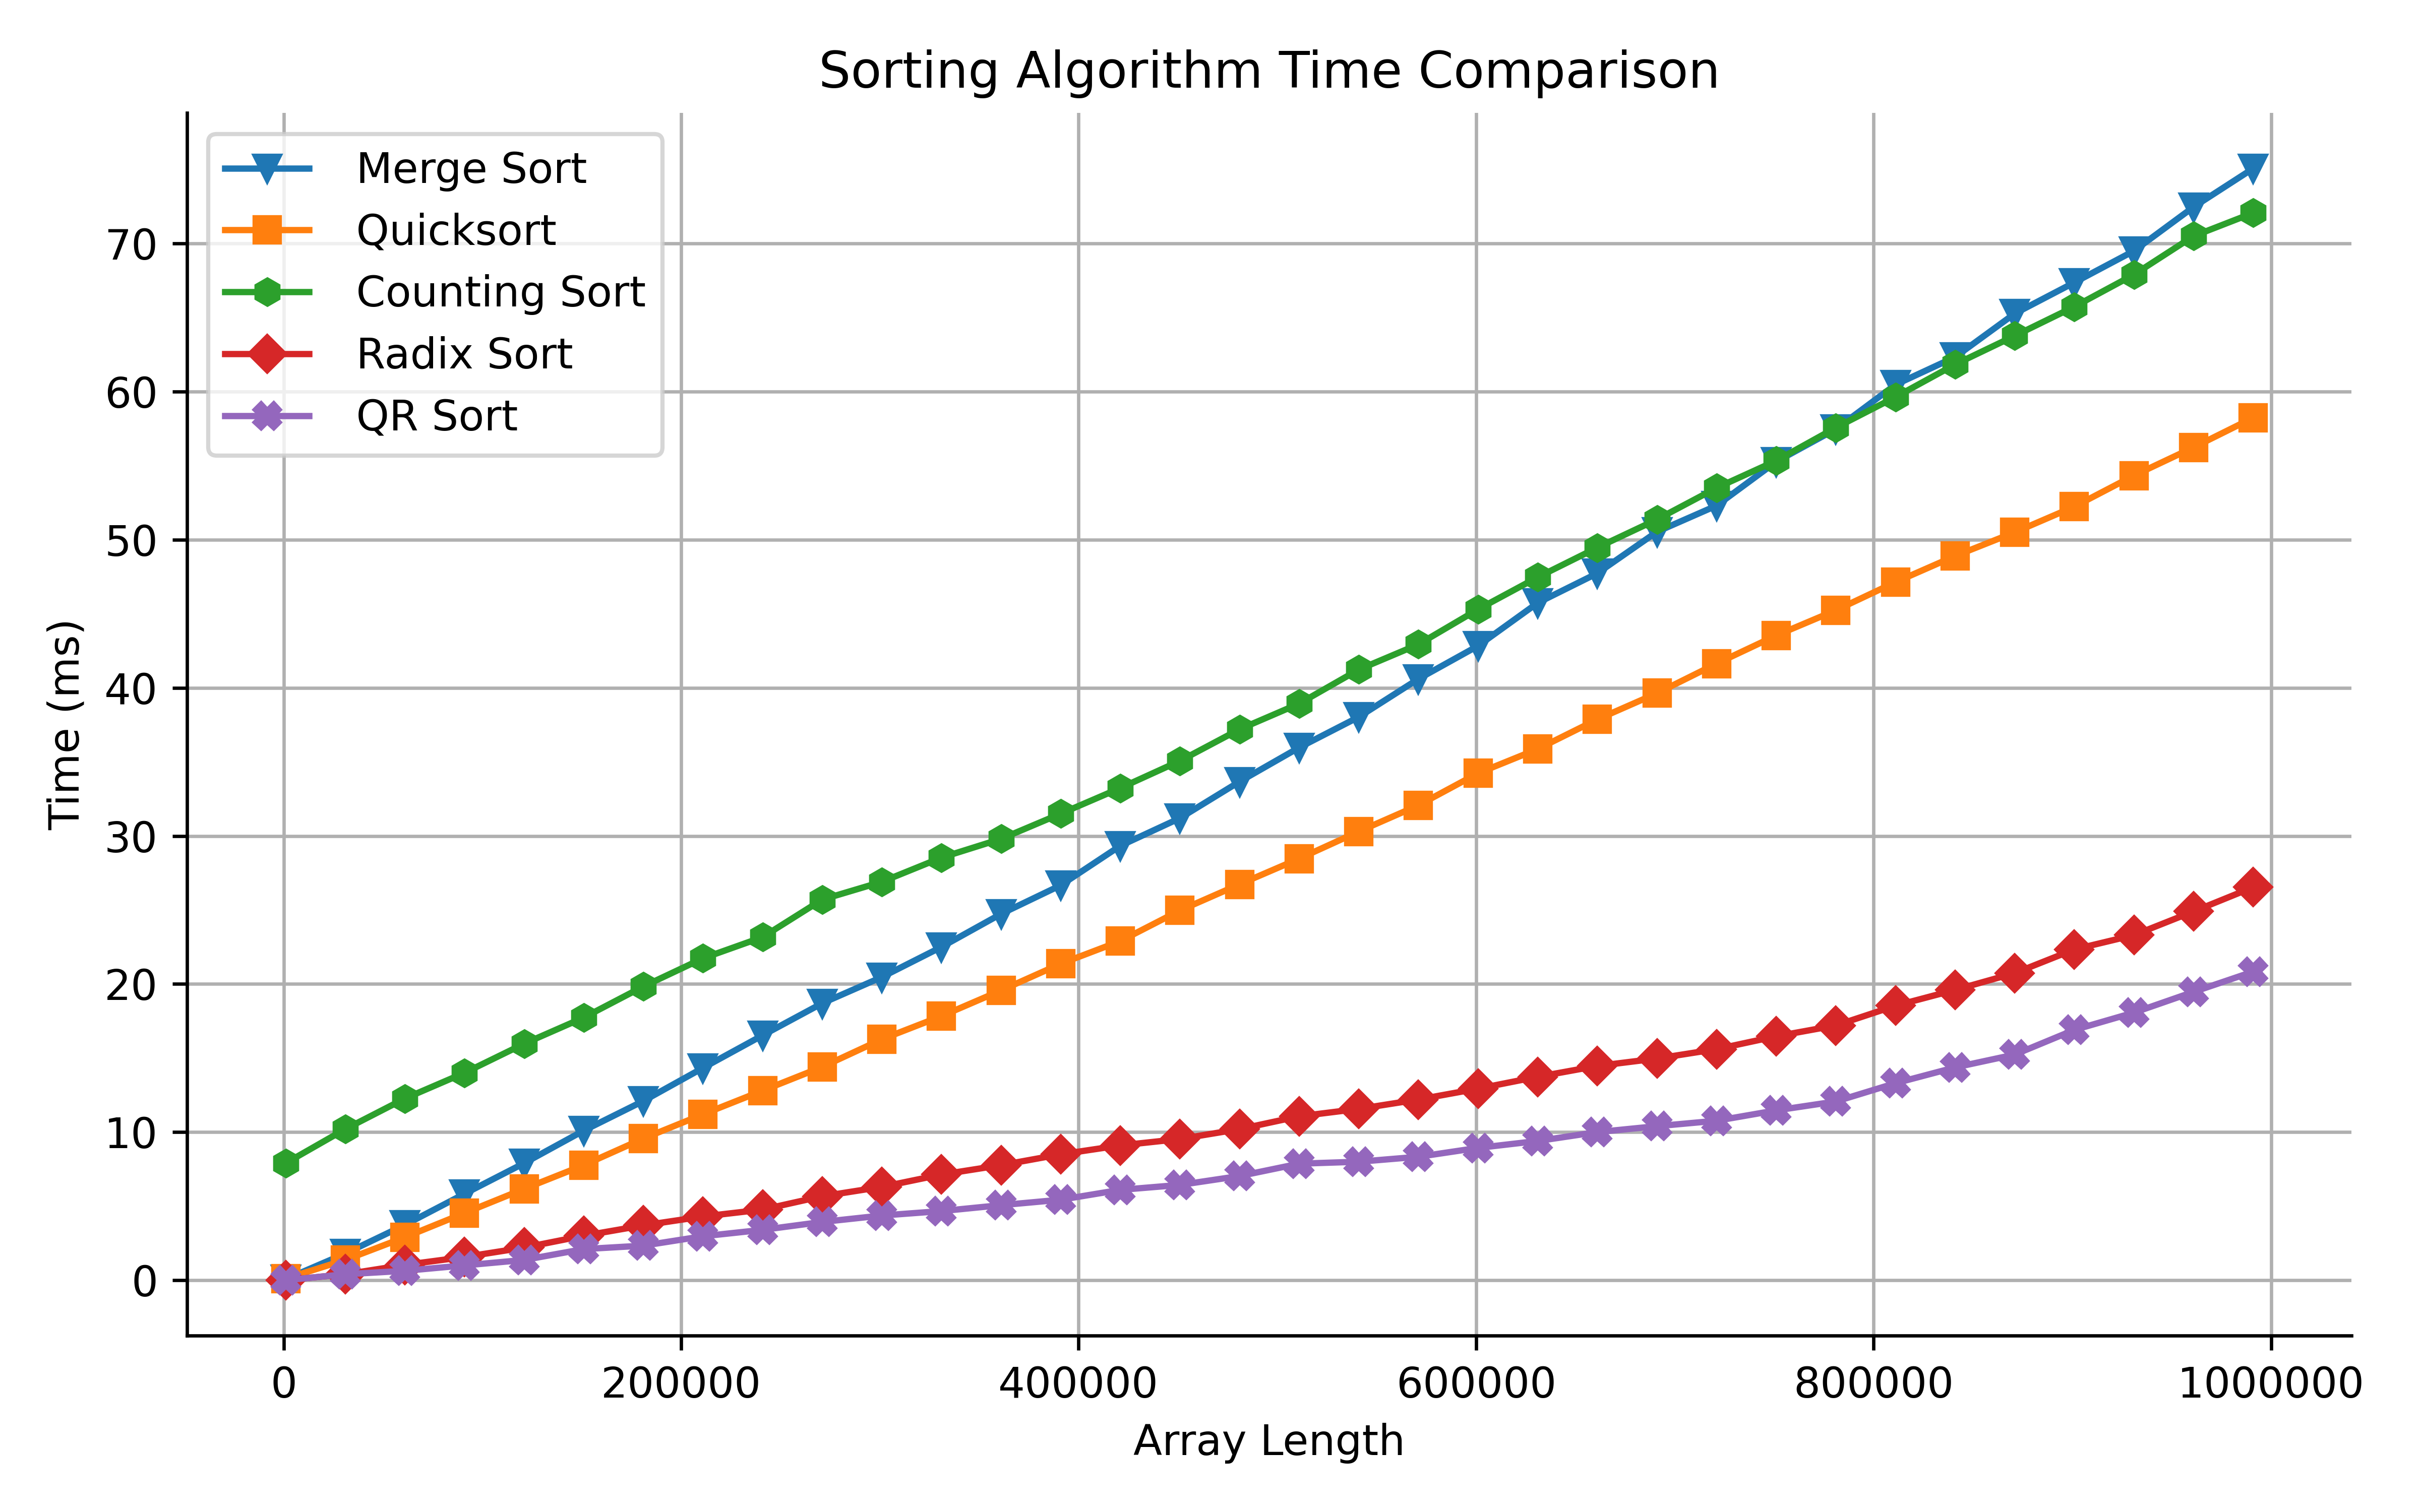 Sorting Algorithm Time Comparison
Merge Sort
Quicksort
Counting Sort
Radix Sort
QR Sort
70
60
50
40
30
20
10
0
Time (ms)
0 200000 400000 600000 800000 1000000
Array Length